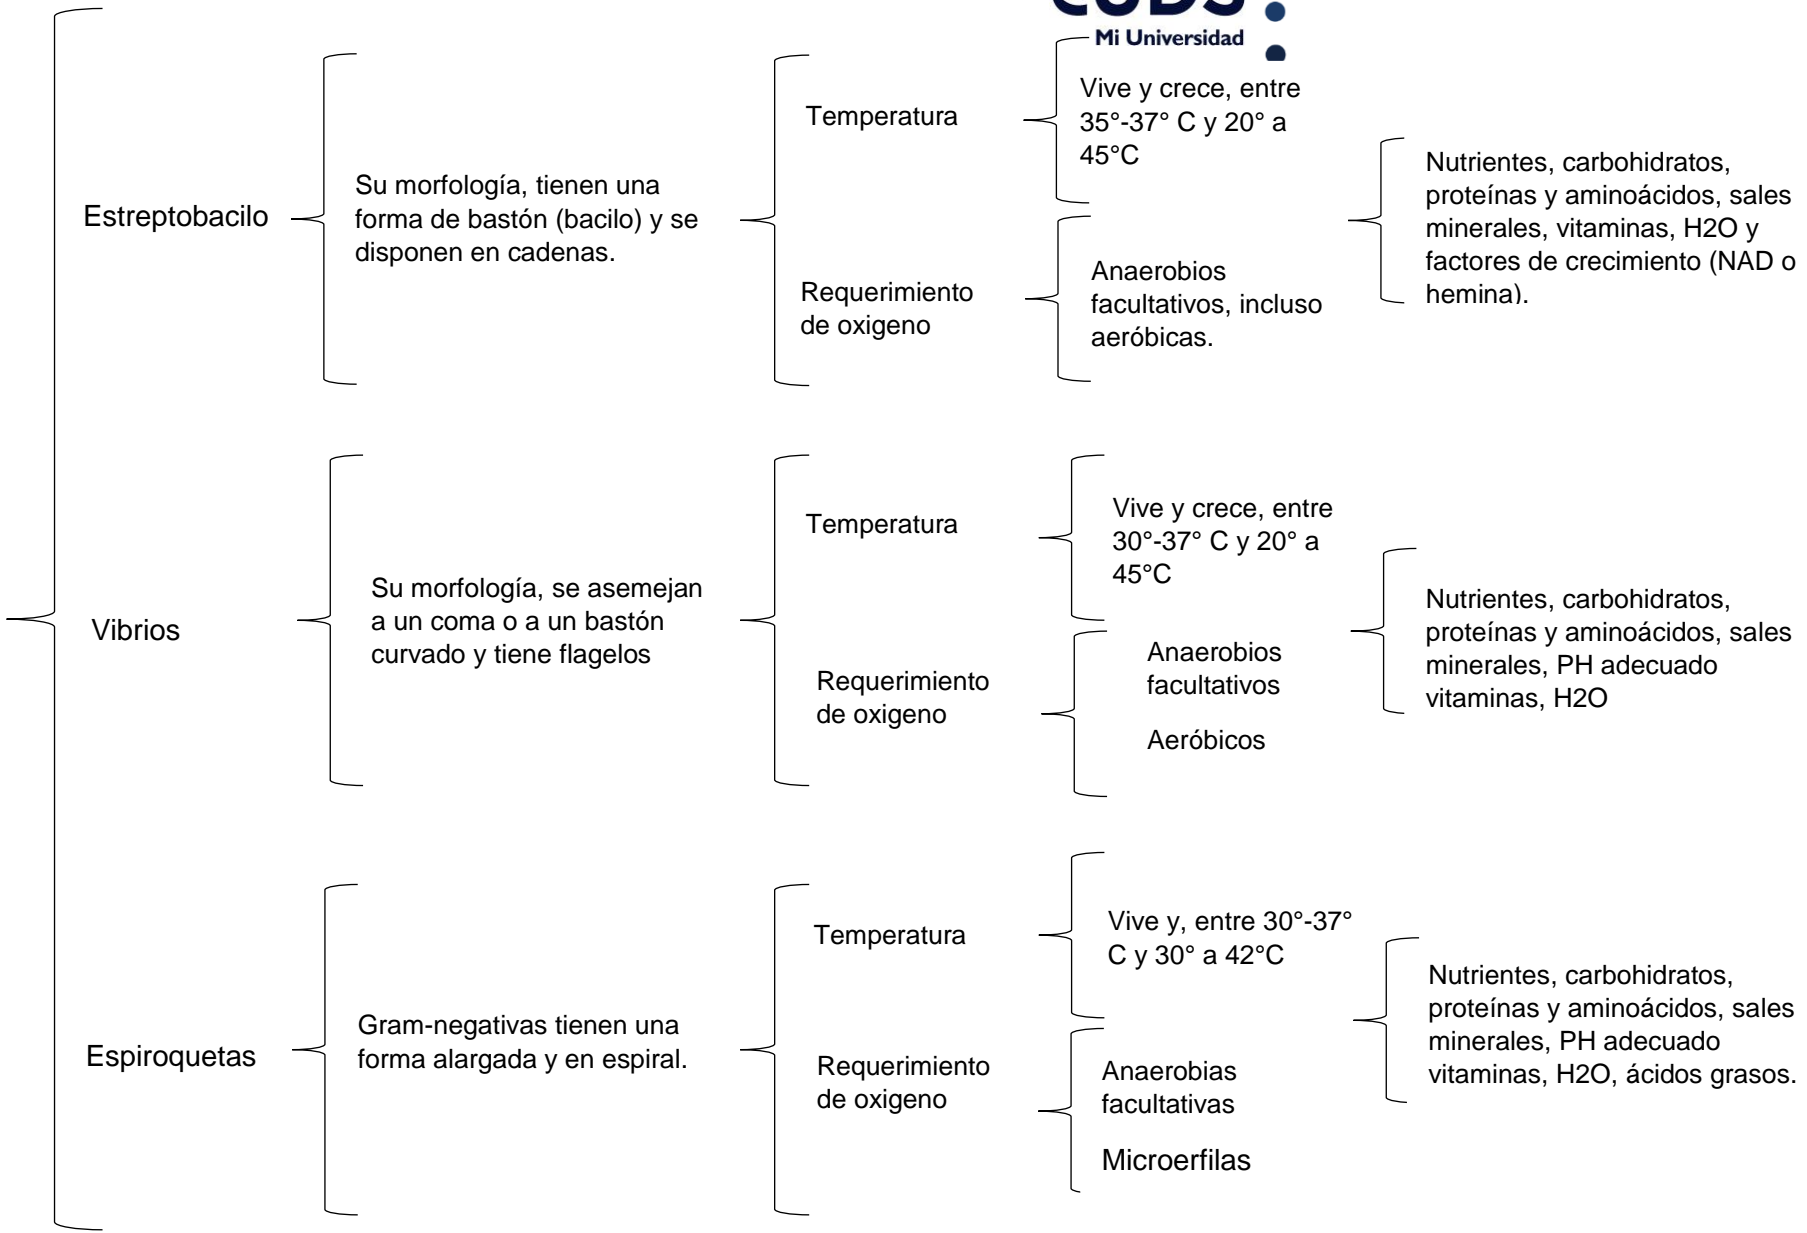 Mi Universidad
Estreptobacilo
Su morfología, tienen una
forma de bastón (bacilo) y se
disponen en cadenas.
Temperatura
Vive y crece, entre
35°-37° C y 20° a
45°C
Requerimiento
de oxigeno
Anaerobios
facultativos, incluso
aeróbicas.
Nutrientes, carbohidratos,
proteínas y aminoácidos, sales
minerales, vitaminas, H2O y
factores de crecimiento (NAD o
hemina).
Vibrios
Su morfología, se asemejan
a un coma o a un bastón
curvado y tiene flagelos
Temperatura
Vive y crece, entre
30°-37° C y 20° a
45°C
Requerimiento
de oxigeno
Anaerobios
facultativos
Aeróbicos
Nutrientes, carbohidratos,
proteínas y aminoácidos, sales
minerales, PH adecuado
vitaminas, H2O
Espiroquetas
Gram-negativas tienen una
forma alargada y en espiral.
Temperatura
Vive y, entre 30°-37°
C y 30° a 42°C
Requerimiento
de oxigeno
Anaerobias
facultativas
Microerfilas
Nutrientes, carbohidratos,
proteínas y aminoácidos, sales
minerales, PH adecuado
vitaminas, H2O, ácidos grasos.